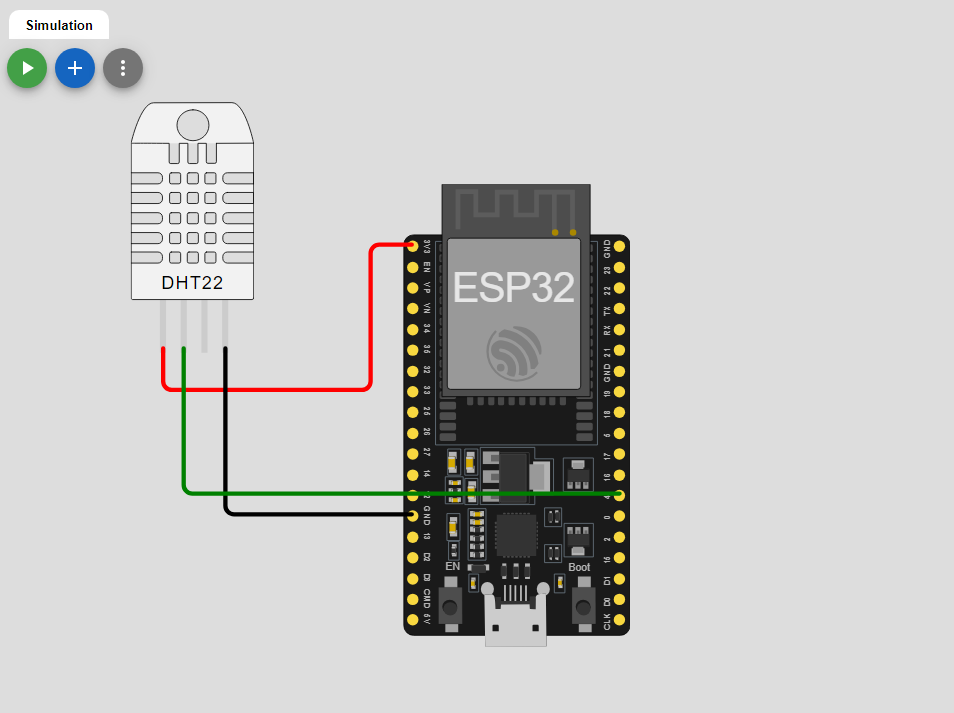 Simulation
DHT22
ESP32
3V3
EN
VP
VN
34
35
32
33
25
26
27
14
GND
13
D2
D3
CMD
5V
GND
23
22
TX
RX
21
GND
19
18
5
17
16
4
0
2
15
D1
D0
CLK
EN
Boot